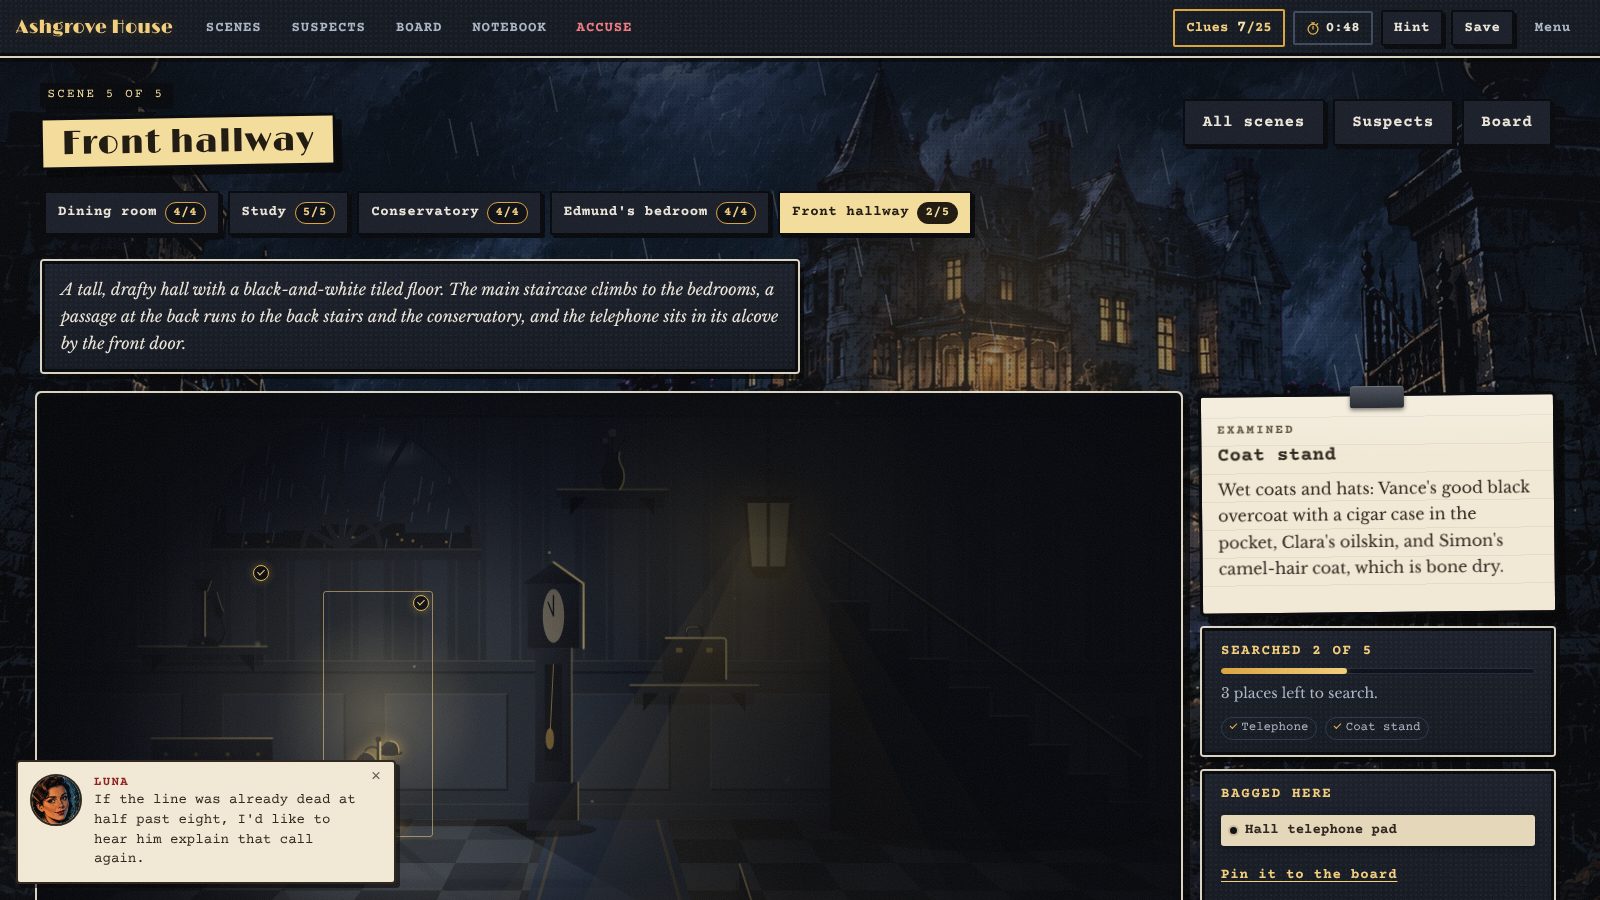 Ashgrove House
SCENES
SUSPECTS
BOARD
NOTEBOOK
ACCUSE
Clues 7/25
0:48
Hint
Save
Menu
SCENE 5 OF 5
Front hallway
All scenes
Suspects
Board
Dining room 4/4
Study 5/5
Conservatory 4/4
Edmund's bedroom 4/4
Front hallway 2/5
A tall, drafty hall with a black-and-white tiled floor. The main staircase climbs to the bedrooms, a
passage at the back runs to the back stairs and the conservatory, and the telephone sits in its alcove
by the front door.
EXAMINED
Coat stand
Wet coats and hats: Vance's good black
overcoat with a cigar case in the
pocket, Clara's oilskin, and Simon's
camel-hair coat, which is bone dry.
SEARCHED 2 OF 5
3 places left to search.
Telephone
Coat stand
BAGGED HERE
Hall telephone pad
Pin it to the board
LUNA
If the line was already dead at
half past eight, I'd like to
hear him explain that call
again.